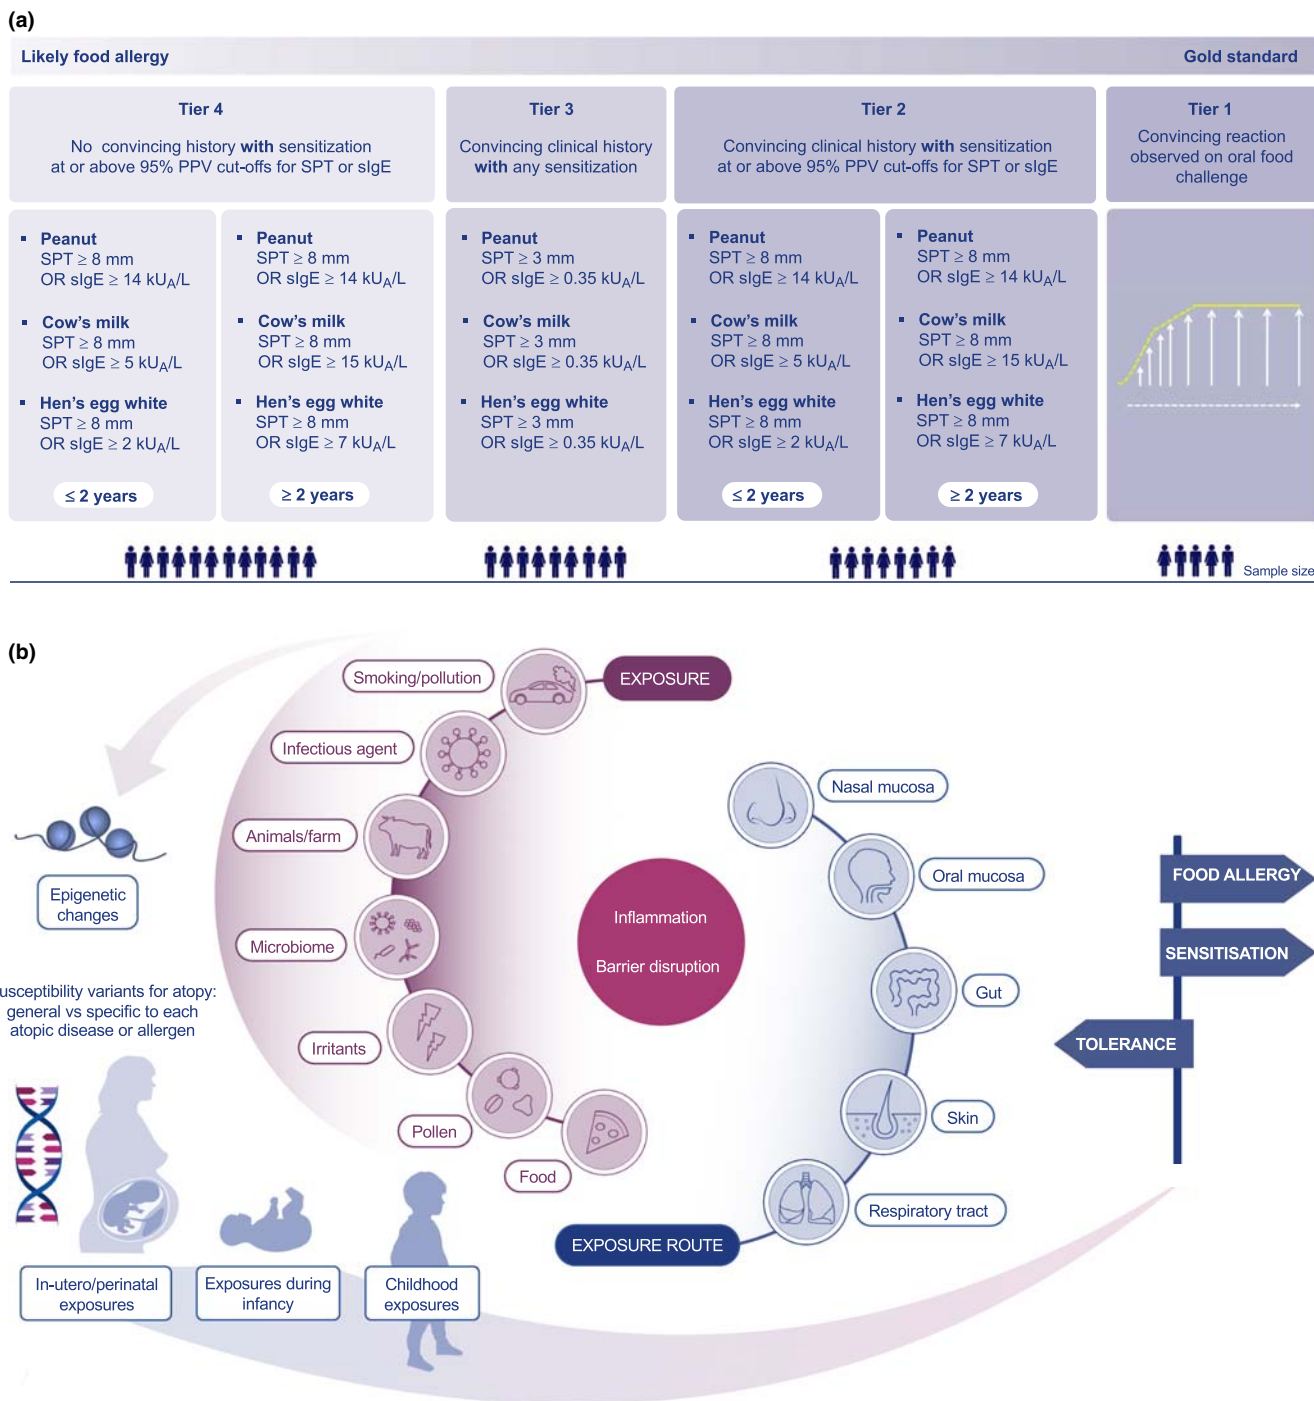 (a)
Likely food allergy
Gold standard
Tier 4
No convincing history with sensitization
at or above 95% PPV cut-offs for SPT or sIgE
Tier 3
Convincing clinical history
with any sensitization
Tier 2
Convincing clinical history with sensitization
at or above 95% PPV cut-offs for SPT or sIgE
Tier 1
Convincing reaction
observed on oral food
challenge
▪ Peanut
SPT ≥ 8 mm
OR sIgE ≥ 14 kUA/L
▪ Cow's milk
SPT ≥ 8 mm
OR sIgE ≥ 5 kUA/L
▪ Hen's egg white
SPT ≥ 8 mm
OR sIgE ≥ 2 kUA/L
≤ 2 years
▪ Peanut
SPT ≥ 8 mm
OR sIgE ≥ 14 kUA/L
▪ Cow's milk
SPT ≥ 8 mm
OR sIgE ≥ 15 kUA/L
▪ Hen's egg white
SPT ≥ 8 mm
OR sIgE ≥ 7 kUA/L
≥ 2 years
▪ Peanut
SPT ≥ 3 mm
OR sIgE ≥ 0.35 kUA/L
▪ Cow's milk
SPT ≥ 3 mm
OR sIgE ≥ 0.35 kUA/L
▪ Hen's egg white
SPT ≥ 3 mm
OR sIgE ≥ 0.35 kUA/L
▪ Peanut
SPT ≥ 8 mm
OR sIgE ≥ 14 kUA/L
▪ Cow's milk
SPT ≥ 8 mm
OR sIgE ≥ 5 kUA/L
▪ Hen's egg white
SPT ≥ 8 mm
OR sIgE ≥ 2 kUA/L
≤ 2 years
▪ Peanut
SPT ≥ 8 mm
OR sIgE ≥ 14 kUA/L
▪ Cow's milk
SPT ≥ 8 mm
OR sIgE ≥ 15 kUA/L
▪ Hen's egg white
SPT ≥ 8 mm
OR sIgE ≥ 7 kUA/L
≥ 2 years
Sample size
(b)
Smoking/pollution
EXPOSURE
Infectious agent
Animals/farm
Microbiome
Irritants
Pollen
Food
Inflammation
Barrier disruption
Nasal mucosa
Oral mucosa
Gut
Skin
Respiratory tract
EXPOSURE ROUTE
FOOD ALLERGY
SENSITISATION
TOLERANCE
Epigenetic
changes
usceptibility variants for atopy:
general vs specific to each
atopic disease or allergen
In-utero/perinatal
exposures
Exposures during
infancy
Childhood
exposures